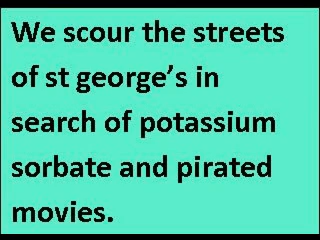 We scour the streets
of st george's in
search of potassium
sorbate and pirated
movies.